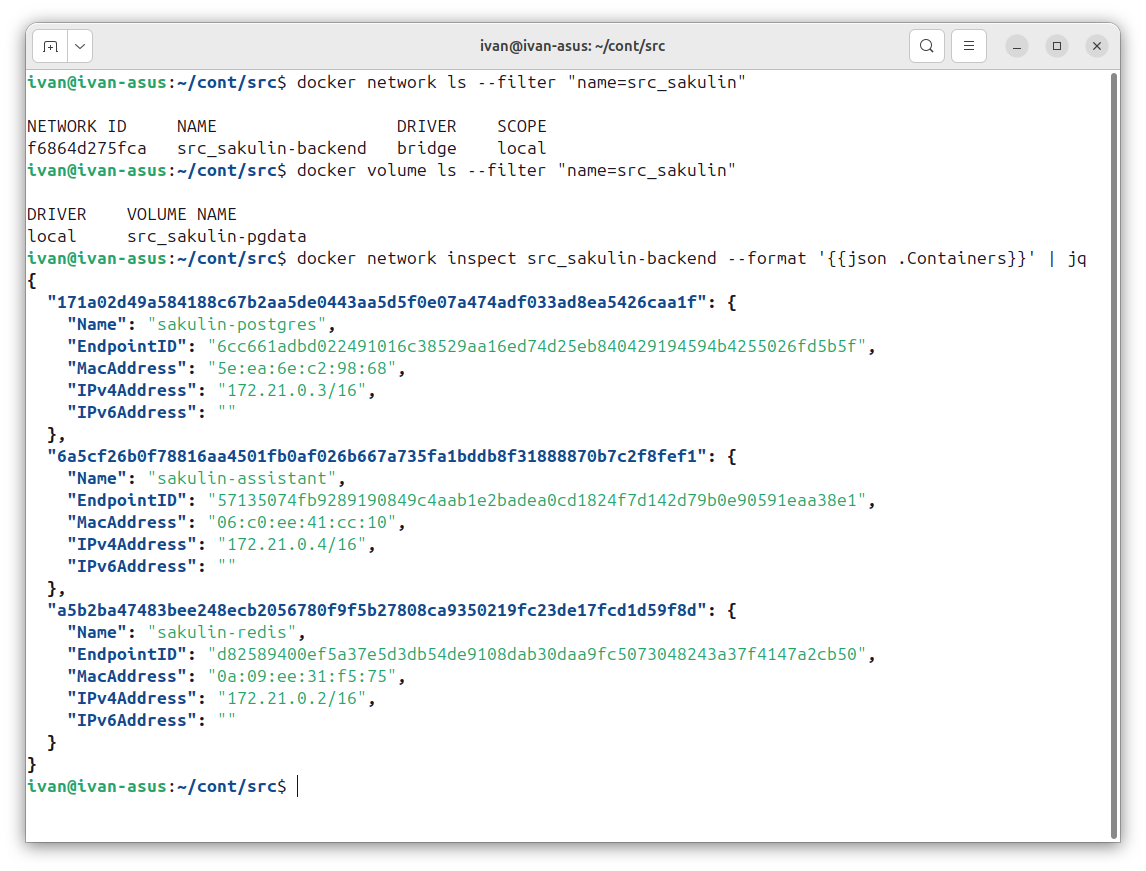 ivan@ivan-asus: ~/cont/src
ivan@ivan-asus:~/cont/src$ docker network ls --filter "name=src_sakulin"
NETWORK ID     NAME                  DRIVER    SCOPE
f6864d275fca   src_sakulin-backend   bridge    local
ivan@ivan-asus:~/cont/src$ docker volume ls --filter "name=src_sakulin"
DRIVER    VOLUME NAME
local     src_sakulin-pgdata
ivan@ivan-asus:~/cont/src$ docker network inspect src_sakulin-backend --format '{{json .Containers}}' | jq
{
  "171a02d49a584188c67b2aa5de0443aa5d5f0e07a474adf033ad8ea5426caa1f": {
    "Name": "sakulin-postgres",
    "EndpointID": "6cc661adbd022491016c38529aa16ed74d25eb840429194594b4255026fd5b5f",
    "MacAddress": "5e:ea:6e:c2:98:68",
    "IPv4Address": "172.21.0.3/16",
    "IPv6Address": ""
  },
  "6a5cf26b0f78816aa4501fb0af026b667a735fa1bddb8f31888870b7c2f8fef1": {
    "Name": "sakulin-assistant",
    "EndpointID": "57135074fb9289190849c4aab1e2badea0cd1824f7d142d79b0e90591eaa38e1",
    "MacAddress": "06:c0:ee:41:cc:10",
    "IPv4Address": "172.21.0.4/16",
    "IPv6Address": ""
  },
  "a5b2ba47483bee248ecb2056780f9f5b27808ca9350219fc23de17fcd1d59f8d": {
    "Name": "sakulin-redis",
    "EndpointID": "d82589400ef5a37e5d3db54de9108dab30daa9fc5073048243a37f4147a2cb50",
    "MacAddress": "0a:09:ee:31:f5:75",
    "IPv4Address": "172.21.0.2/16",
    "IPv6Address": ""
  }
}
ivan@ivan-asus:~/cont/src$